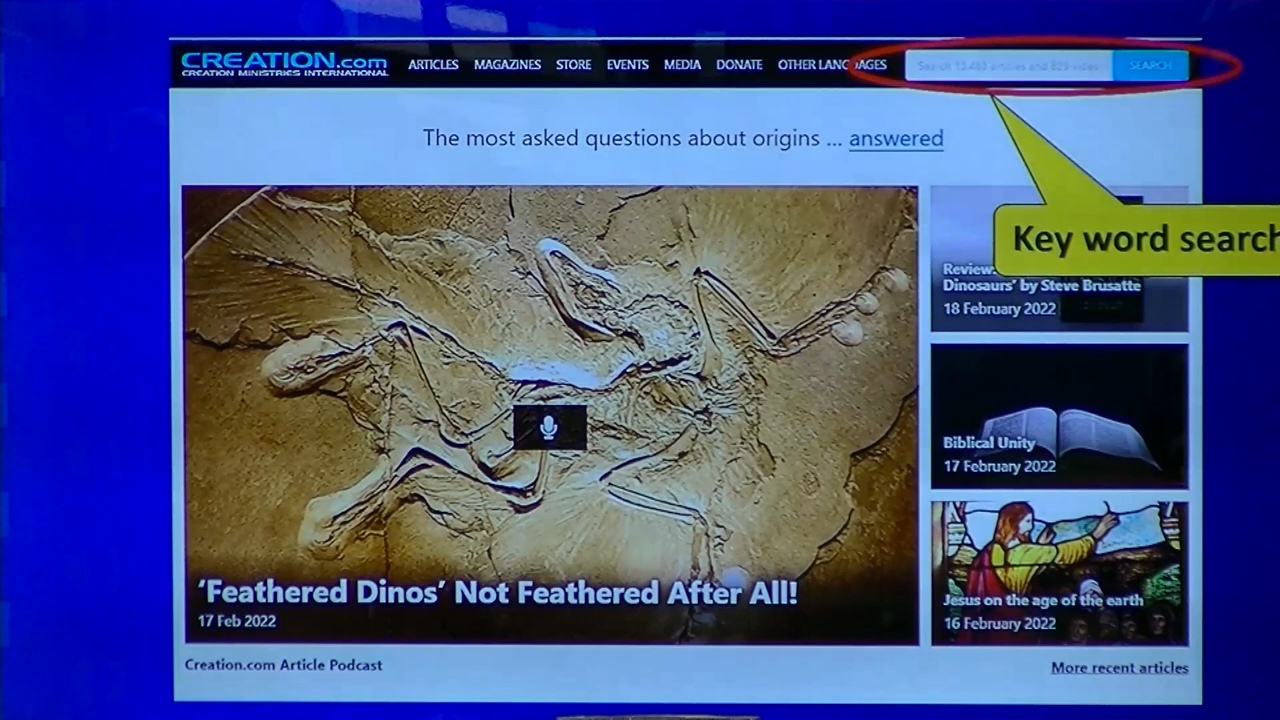 CREATION.com
CREATION MINISTRIES INTERNATIONAL
ARTICLES MAGAZINES STORE EVENTS MEDIA DONATE OTHER LANGUAGES
SEARCH
The most asked questions about origins ... answered
Key word search
Review:
Dinosaurs' by Steve Brusatte
18 February 2022
Biblical Unity
17 February 2022
'Feathered Dinos' Not Feathered After All!
17 Feb 2022
Jesus on the age of the earth
16 February 2022
Creation.com Article Podcast
More recent articles